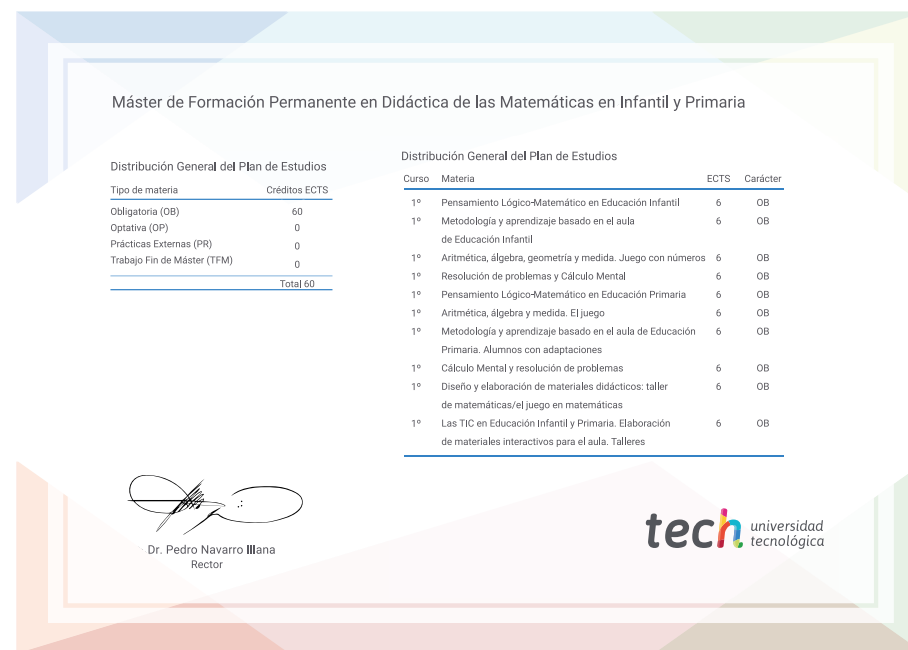 Máster de Formación Permanente en Didáctica de las Matemáticas en Infantil y Primaria
Distribución General del Plan de Estudios
Tipo de materia Créditos ECTS
Obligatoria (OB) 60
Optativa (OP) 0
Prácticas Externas (PR) 0
Trabajo Fin de Máster (TFM) 0
Total 60
Distribución General del Plan de Estudios
Curso Materia ECTS Carácter
1º Pensamiento Lógico-Matemático en Educación Infantil 6 OB
1º Metodología y aprendizaje basado en el aula 6 OB
de Educación Infantil
1º Aritmética, álgebra, geometría y medida. Juego con números 6 OB
1º Resolución de problemas y Cálculo Mental 6 OB
1º Pensamiento Lógico-Matemático en Educación Primaria 6 OB
1º Aritmética, álgebra y medida. El juego 6 OB
1º Metodología y aprendizaje basado en el aula de Educación 6 OB
Primaria. Alumnos con adaptaciones
1º Cálculo Mental y resolución de problemas 6 OB
1º Diseño y elaboración de materiales didácticos: taller 6 OB
de matemáticas/el juego en matemáticas
1º Las TIC en Educación Infantil y Primaria. Elaboración 6 OB
de materiales interactivos para el aula. Talleres
Dr. Pedro Navarro Illana
Rector
tech universidad
tecnológica